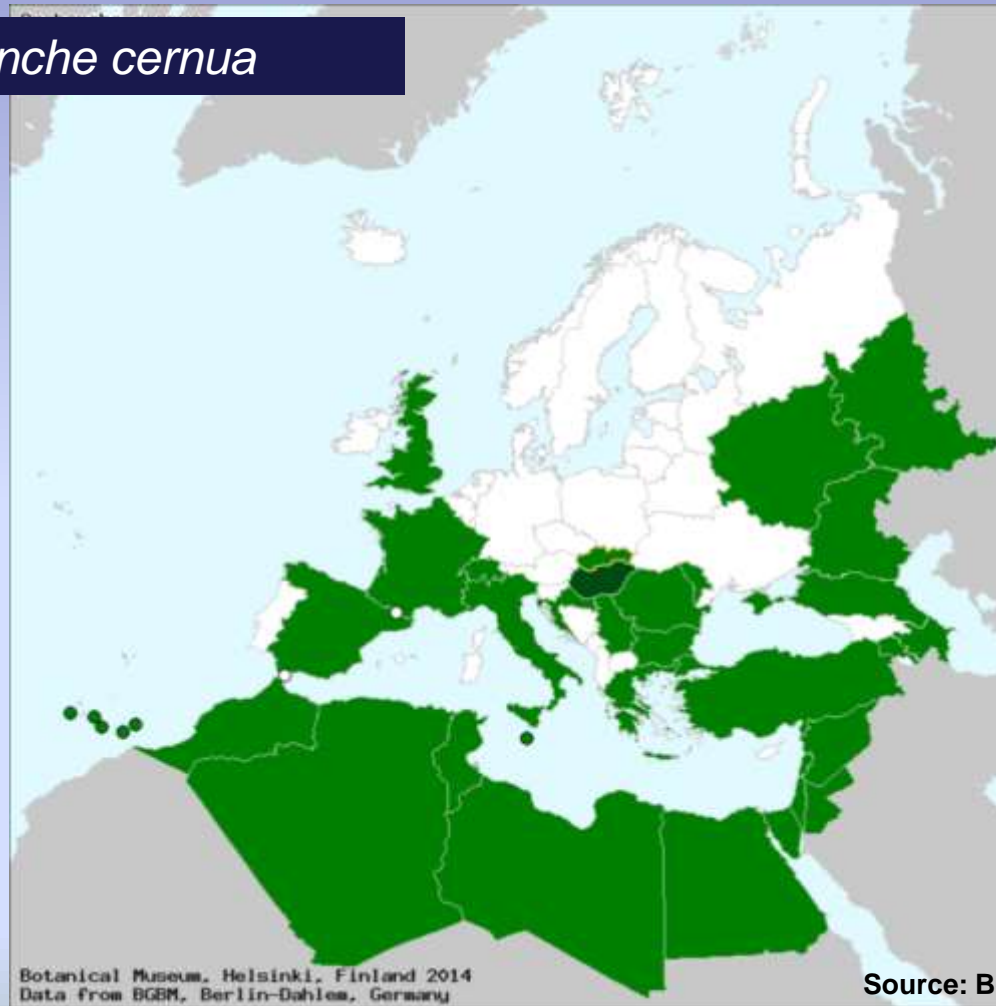 nche cernua
Botanical Museum, Helsinki, Finland 2014
Data from BGBM, Berlin-Dahlem, Germany
Source: B